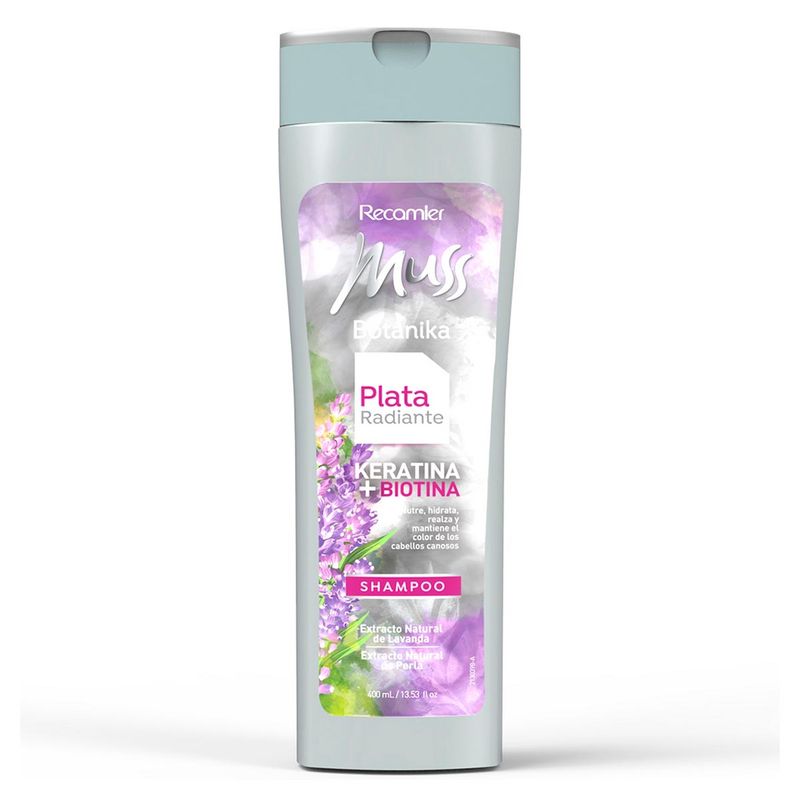 Recamier
Muss
Botanika
Plata
Radiante
KERATINA
+BIOTINA
Nutre, hidrata,
realza y
mantiene el
color de los
cabellos canosos
SHAMPOO
Extracto Natural
de Lavanda
Extracto Natural
de Perla
400 mL / 13.53 fl oz